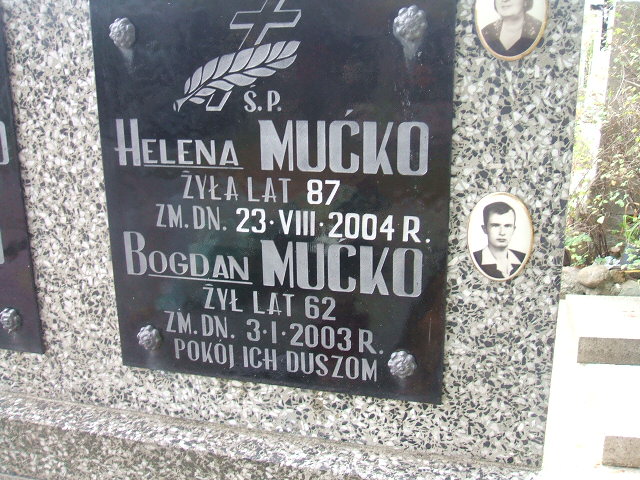 Ś.P.
HELENA MUĆKO
ŻYŁA LAT 87
ZM. DN. 23·VIII·2004 R.
BOGDAN MUĆKO
ŻYŁ LAT 62
ZM. DN. 3·I·2003 R.
POKÓJ ICH DUSZOM